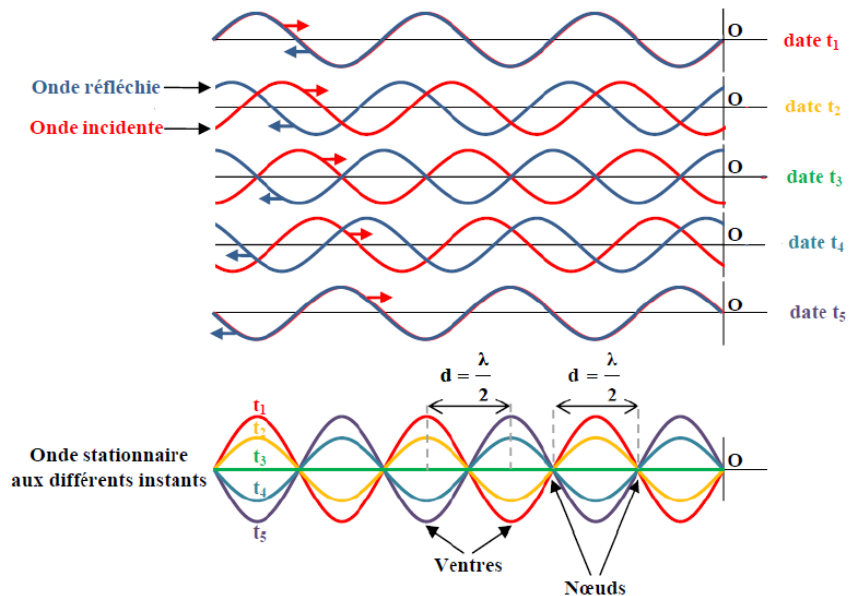 O
date t₁
Onde réfléchie
O
date t₂
Onde incidente
O
date t₃
O
date t₄
O
date t₅
d = λ/2
d = λ/2
t₁
t₂
Onde stationnaire
aux différents instants
t₃
O
t₄
t₅
Ventres
Nœuds